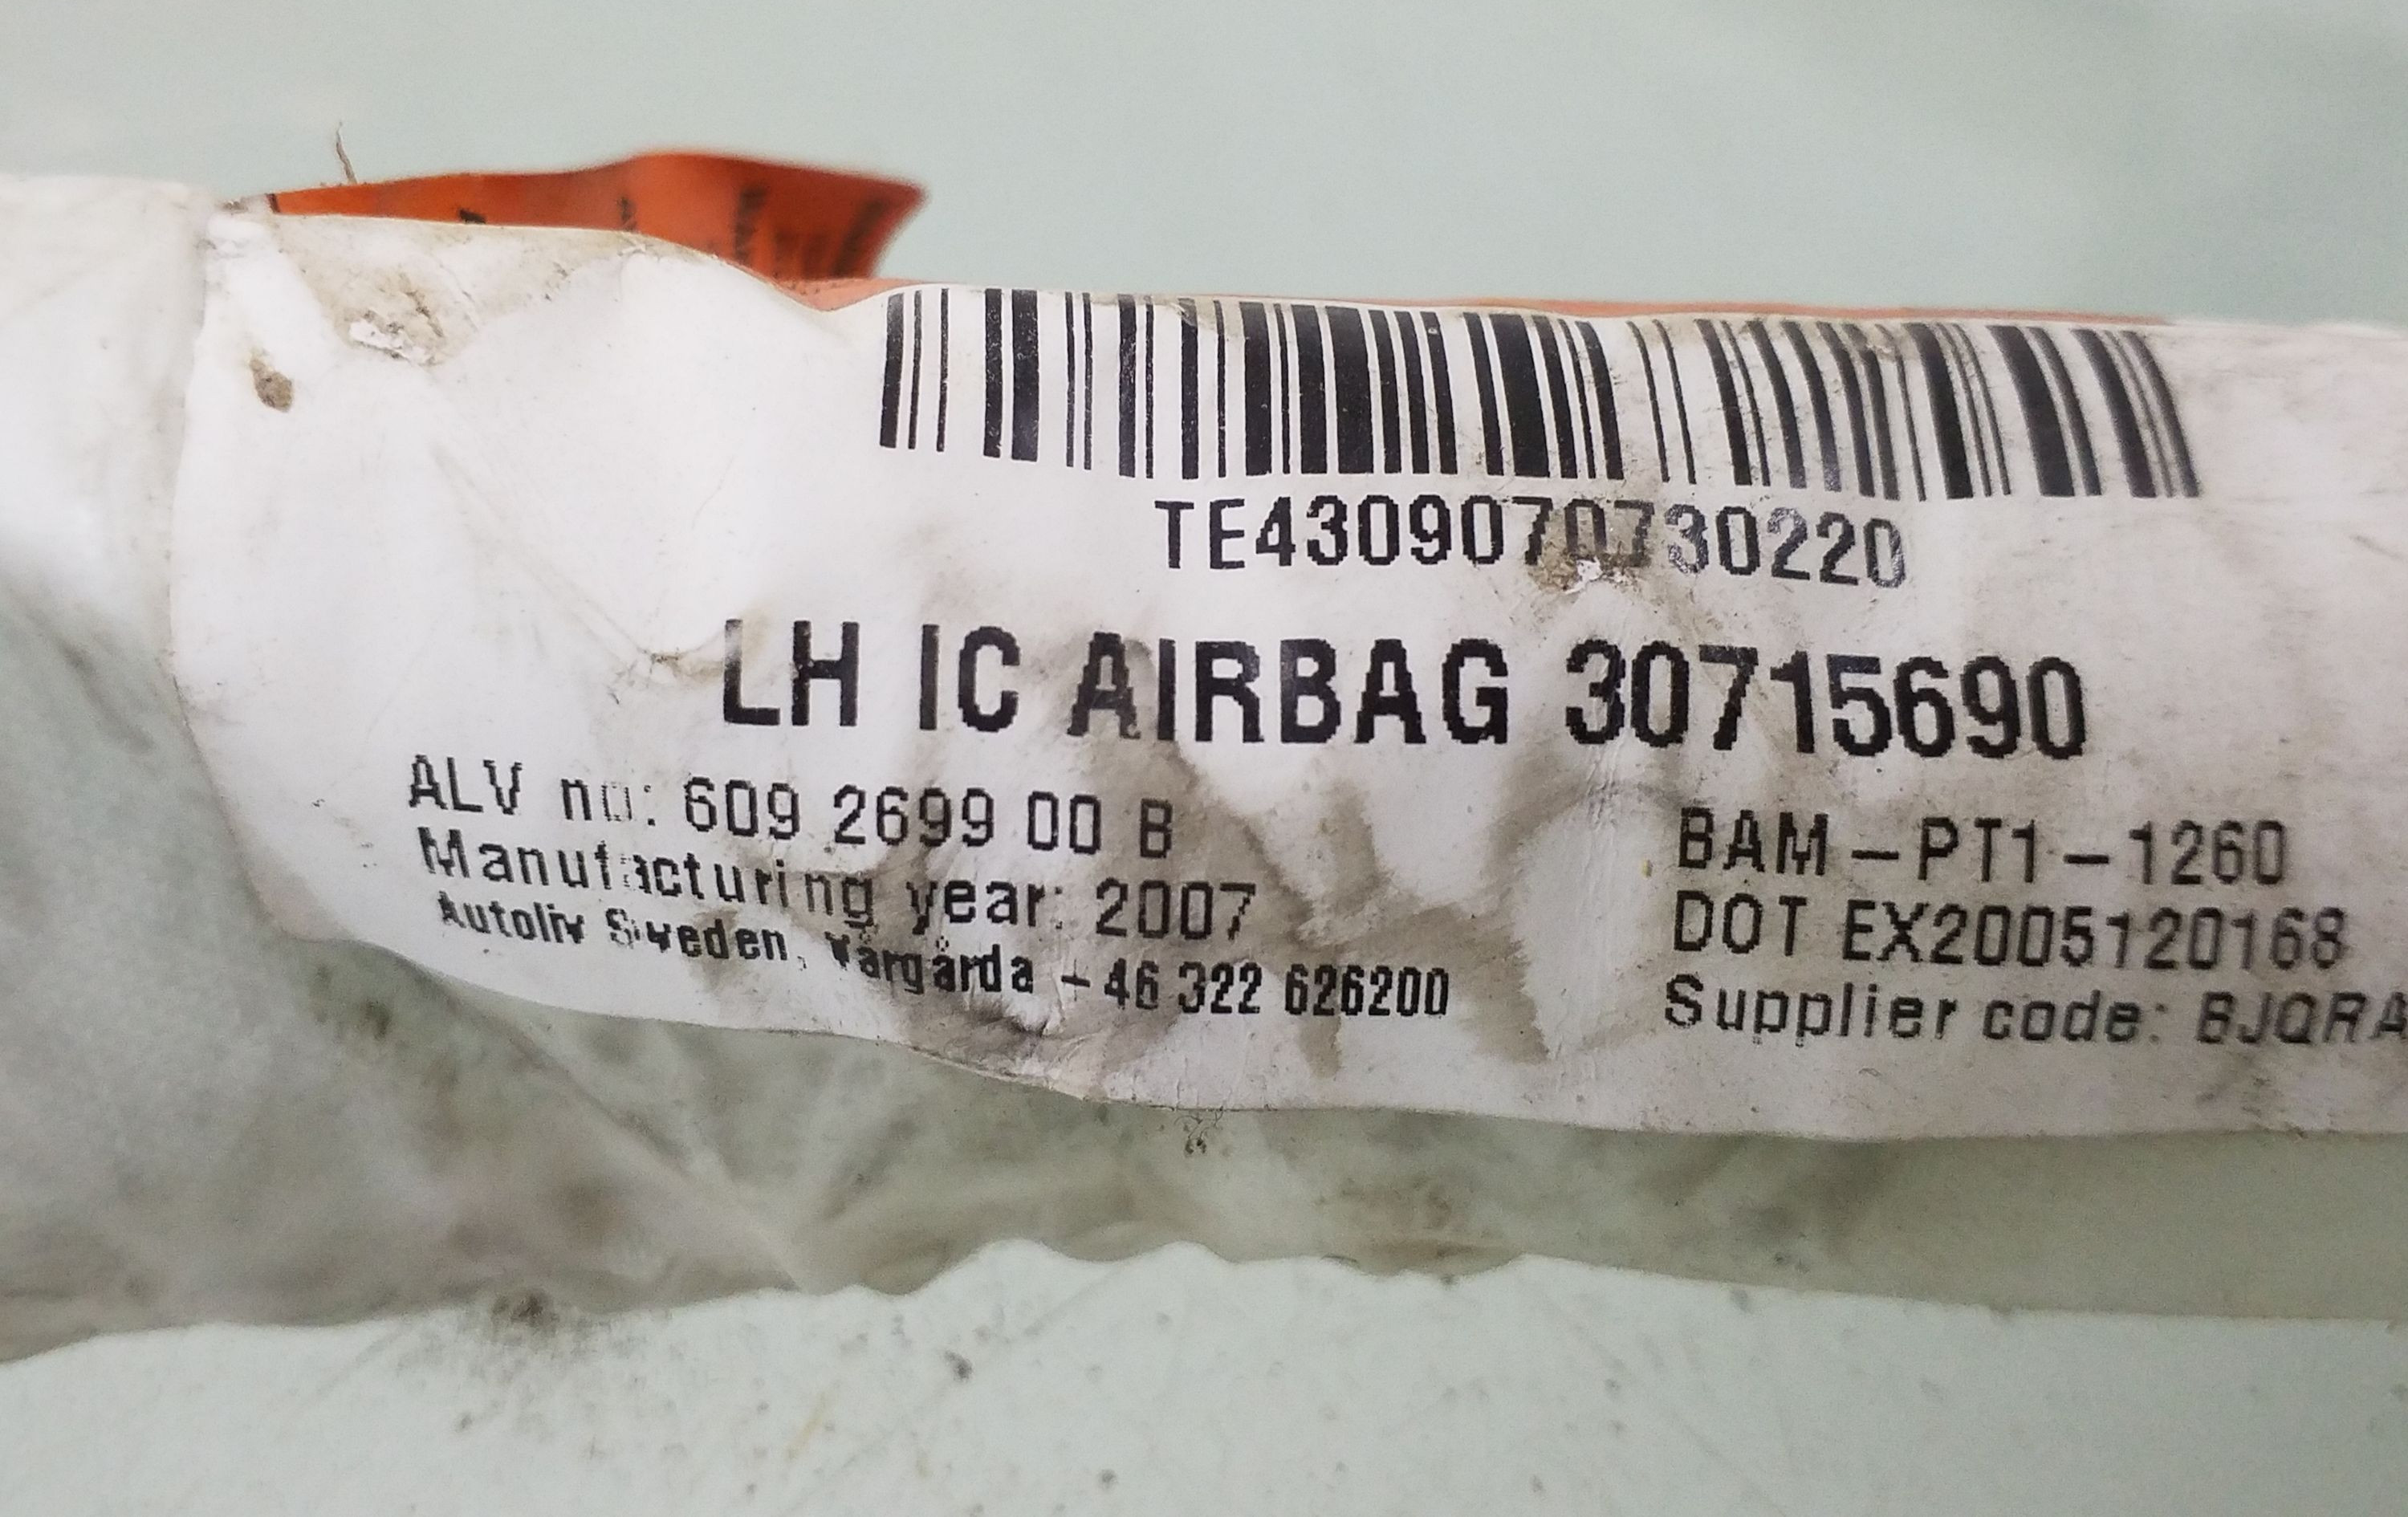 TE4309070730220
LH IC AIRBAG 30715690
ALV no: 609 2699 00 B
Manufacturing year: 2007
Autoliv Sweden, Vårgårda +46 322 626200
BAM-PT1-1260
DOT EX2005120168
Supplier code: BJQRA